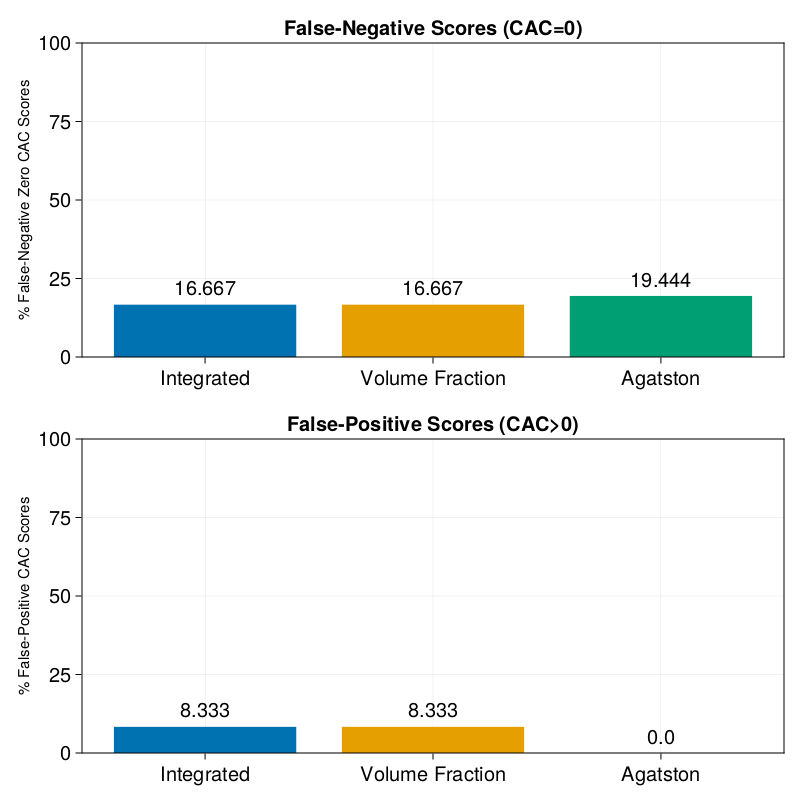 False-Negative Scores (CAC=0)
% False-Negative Zero CAC Scores
100
75
50
25
0
16.667
16.667
19.444
Integrated
Volume Fraction
Agatston
False-Positive Scores (CAC>0)
% False-Positive CAC Scores
100
75
50
25
0
8.333
8.333
0.0
Integrated
Volume Fraction
Agatston